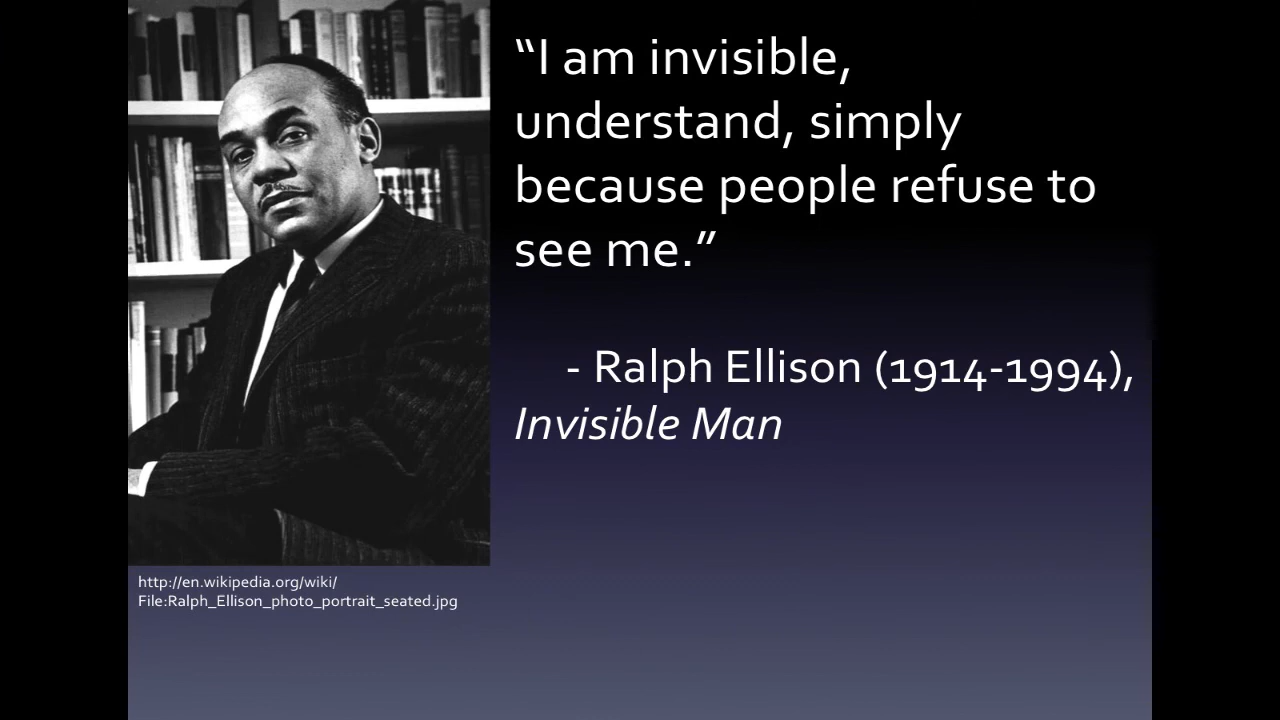 “I am invisible,
understand, simply
because people refuse to
see me.”
- Ralph Ellison (1914-1994),
Invisible Man
http://en.wikipedia.org/wiki/
File:Ralph_Ellison_photo_portrait_seated.jpg